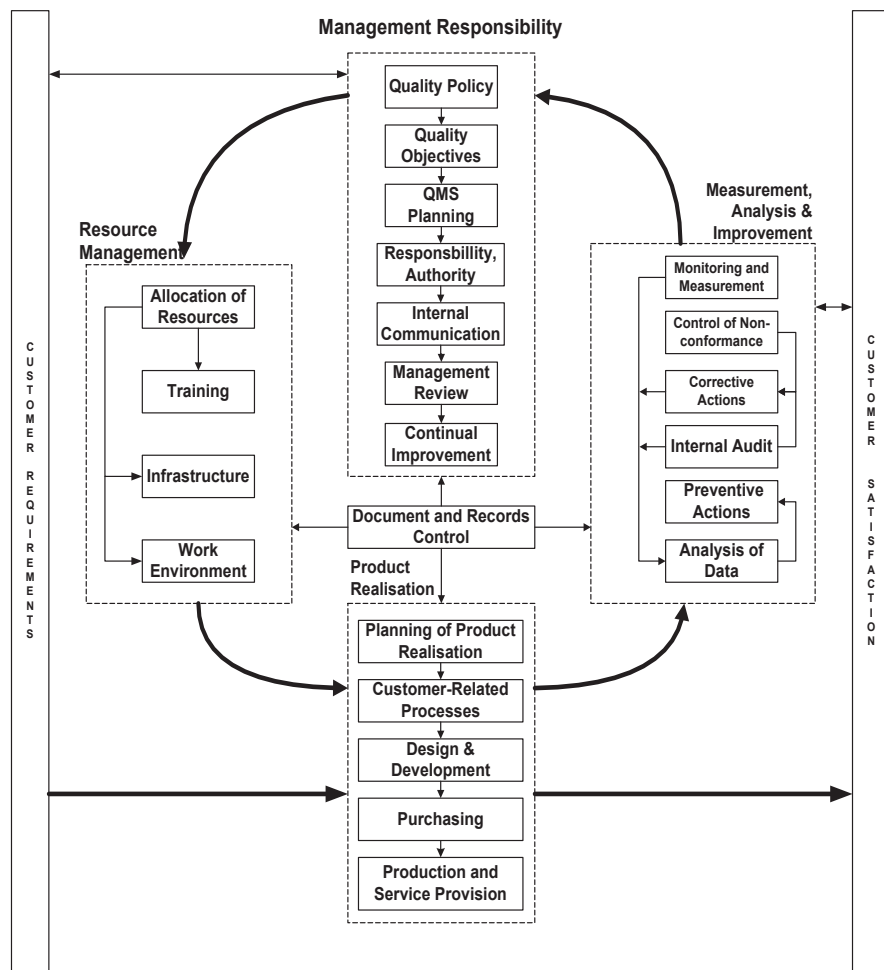 Management Responsibility
Quality Policy
Quality
Objectives
QMS
Planning
Responsbillity,
Authority
Internal
Communication
Management
Review
Continual
Improvement
Resource
Management
Allocation of
Resources
Training
Infrastructure
Work
Environment
Measurement,
Analysis &
Improvement
Monitoring and
Measurement
Control of Non-
conformance
Corrective
Actions
Internal Audit
Preventive
Actions
Analysis of
Data
Document and Records
Control
Product
Realisation
Planning of Product
Realisation
Customer-Related
Processes
Design &
Development
Purchasing
Production and
Service Provision
CUSTOMER REQUIREMENTS
CUSTOMER SATISFACTION